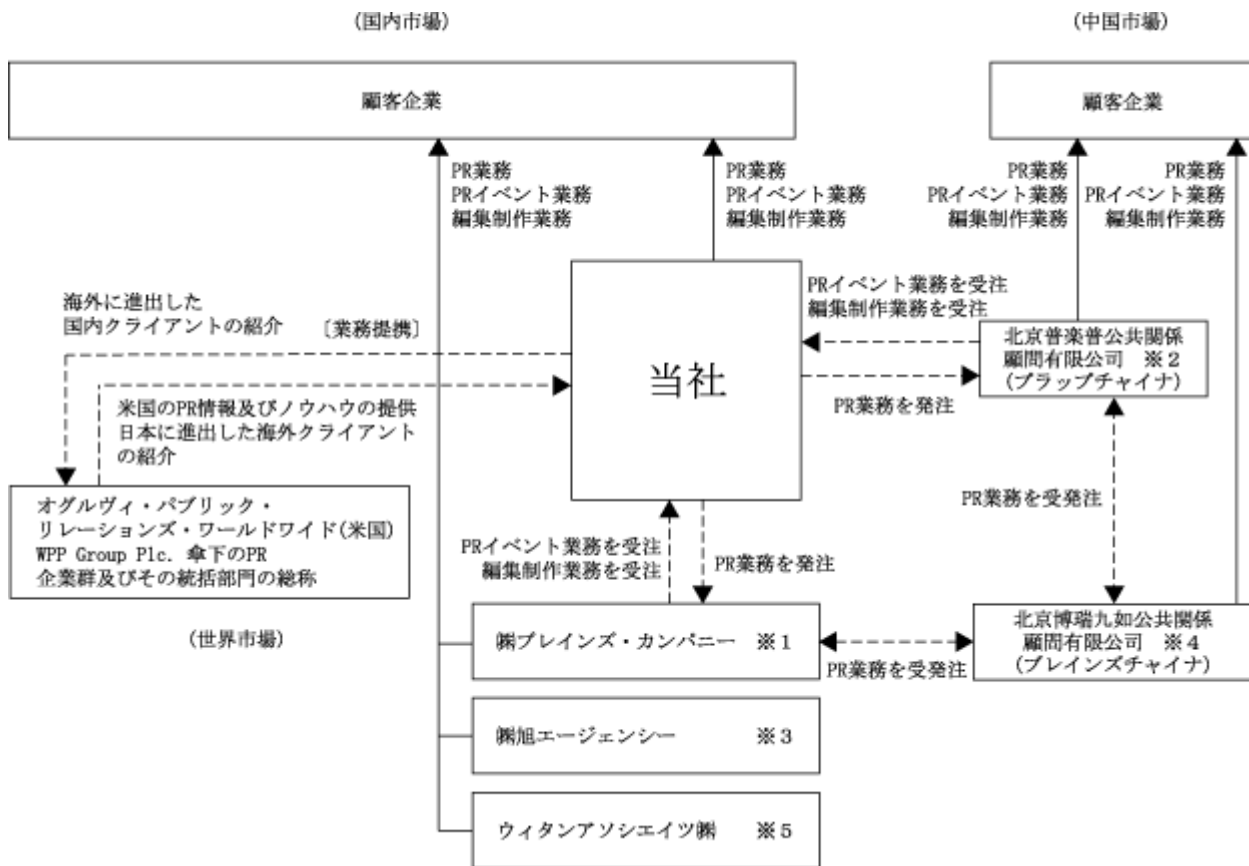 (国内市場)
(中国市場)
顧客企業
顧客企業
PR業務
PRイベント業務
編集制作業務
PR業務
PRイベント業務
編集制作業務
PR業務
PRイベント業務
編集制作業務
PR業務
PRイベント業務
編集制作業務
海外に進出した
国内クライアントの紹介
〔業務提携〕
当社
PRイベント業務を受注
編集制作業務を受注
北京普楽普公共関係
顧問有限公司 ※2
(プラップチャイナ)
PR業務を発注
米国のPR情報及びノウハウの提供
日本に進出した海外クライアント
の紹介
オグルヴィ・パブリック・
リレーションズ・ワールドワイド(米国)
WPP Group Plc. 傘下のPR
企業群及びその統括部門の総称
(世界市場)
PR業務を受発注
PRイベント業務を受注
編集制作業務を受注
PR業務を発注
㈱ブレインズ・カンパニー ※1
PR業務を受発注
北京博瑞九如公共関係
顧問有限公司 ※4
(ブレインズチャイナ)
㈱旭エージェンシー ※3
ウィタンアソシエイツ㈱ ※5